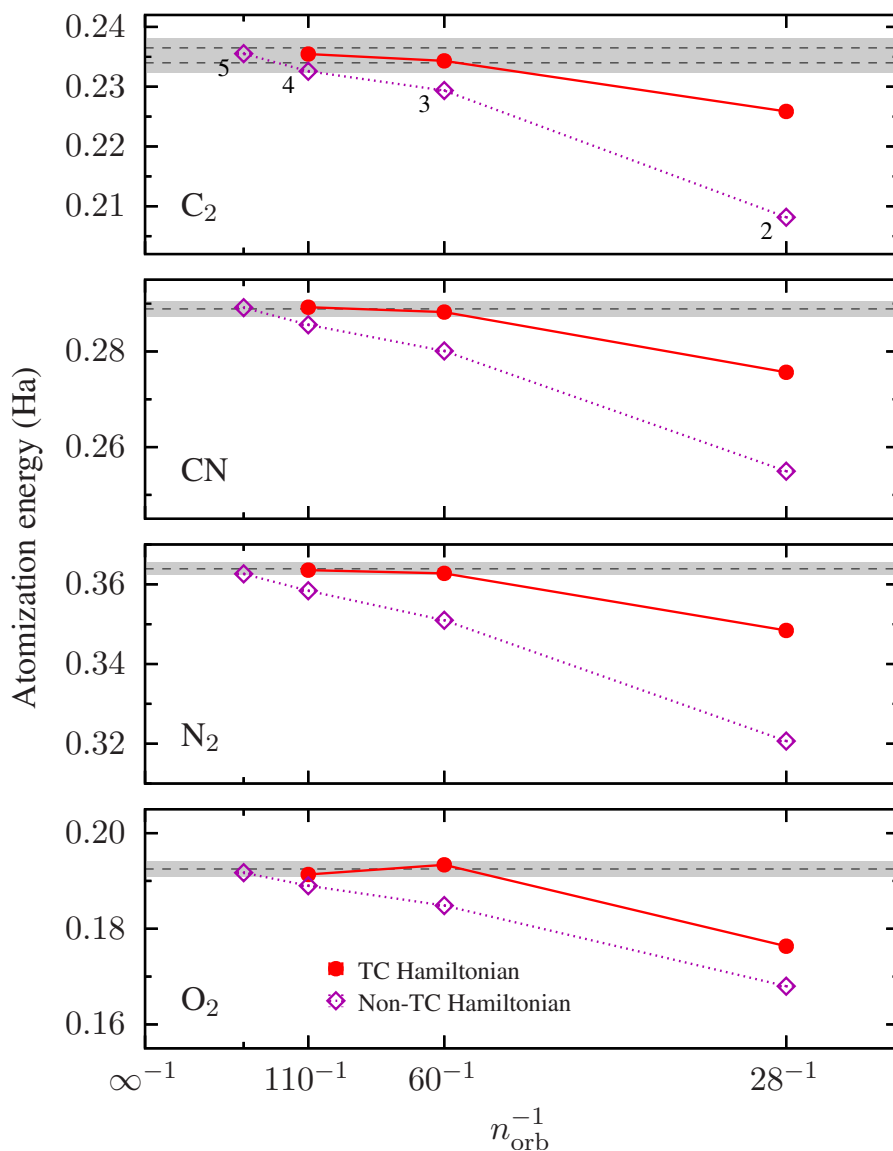 Atomization energy (Ha)
0.24
0.23
0.22
0.21
5
4
3
2
C₂
0.28
0.26
CN
0.36
0.34
0.32
N₂
0.20
0.18
0.16
TC Hamiltonian
Non-TC Hamiltonian
O₂
∞⁻¹ 110⁻¹ 60⁻¹ 28⁻¹
n⁻¹orb